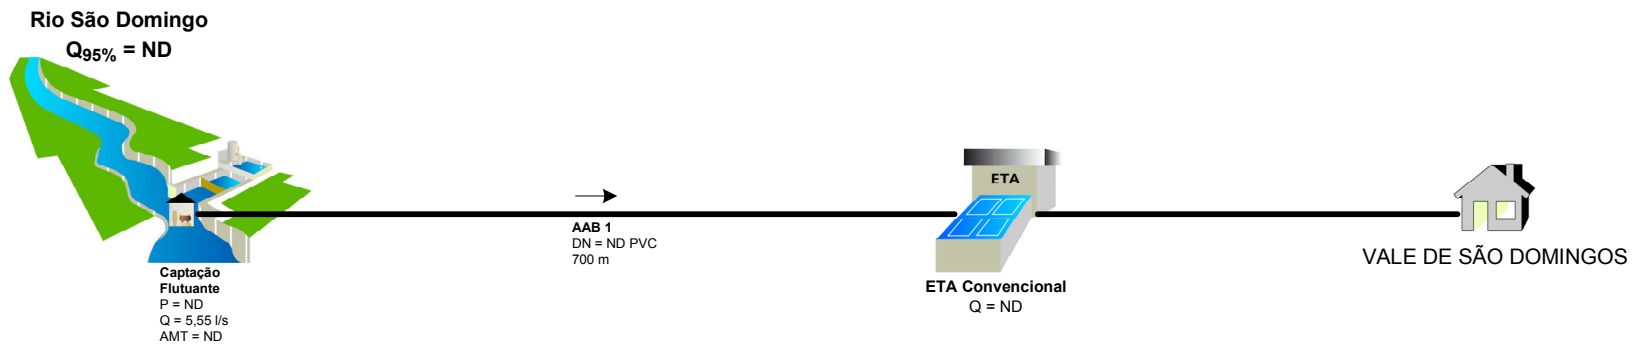 Rio São Domingo
Q95% = ND
Captação
Flutuante
P = ND
Q = 5,55 l/s
AMT = ND
AAB 1
DN = ND PVC
700 m
ETA
ETA Convencional
Q = ND
VALE DE SÃO DOMINGOS